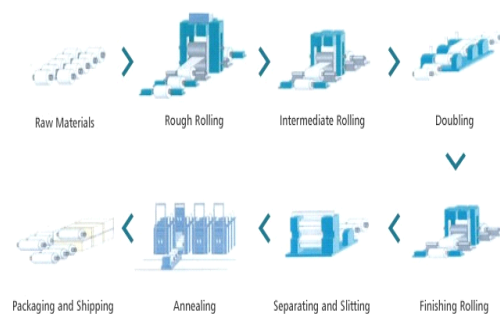 Raw Materials
Rough Rolling
Intermediate Rolling
Doubling
Finishing Rolling
Separating and Slitting
Annealing
Packaging and Shipping